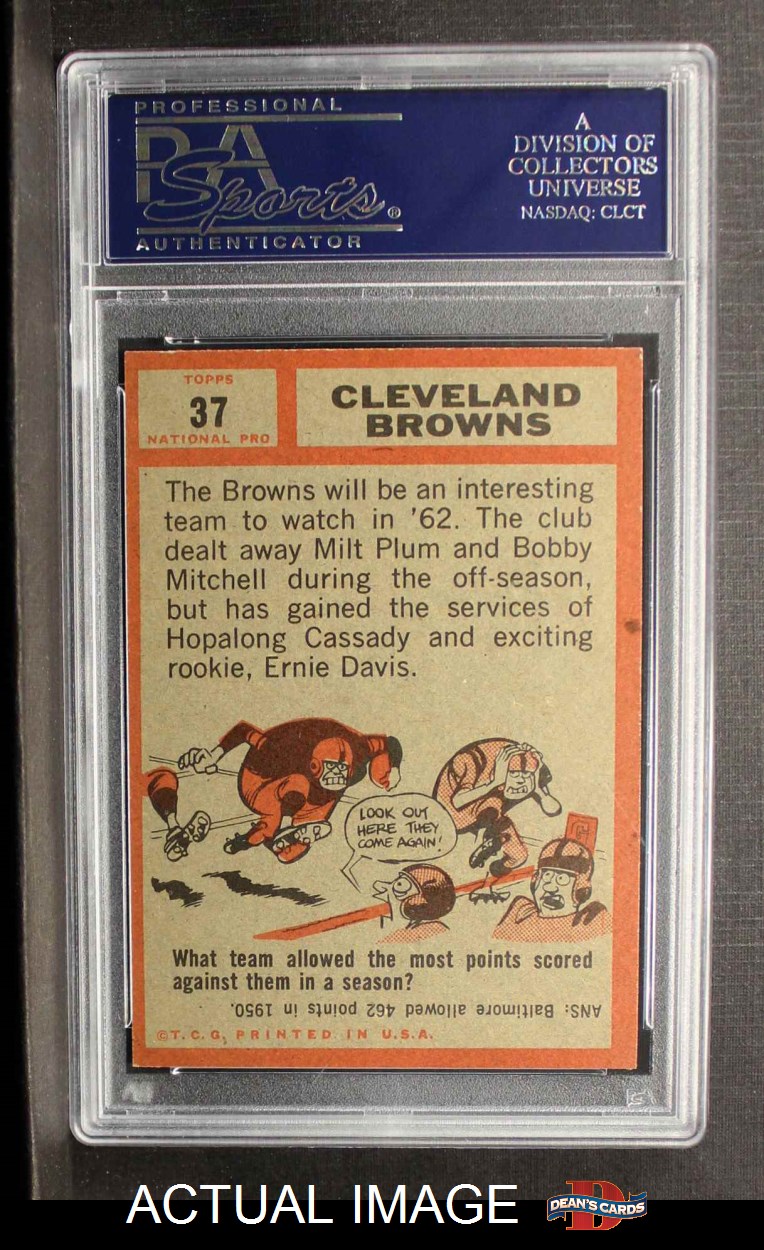 PROFESSIONAL
PSA
Sports®
AUTHENTICATOR
A
DIVISION OF
COLLECTORS
UNIVERSE
NASDAQ: CLCT
TOPPS
37
NATIONAL PRO
CLEVELAND
BROWNS
The Browns will be an interesting
team to watch in '62. The club
dealt away Milt Plum and Bobby
Mitchell during the off-season,
but has gained the services of
Hopalong Cassady and exciting
rookie, Ernie Davis.
LOOK OUT
HERE THEY
COME AGAIN!
What team allowed the most points scored
against them in a season?
ANS: Baltimore allowed 462 points in 1950.
©T.C.G. PRINTED IN U.S.A.
ACTUAL IMAGE
DEAN'S CARDS